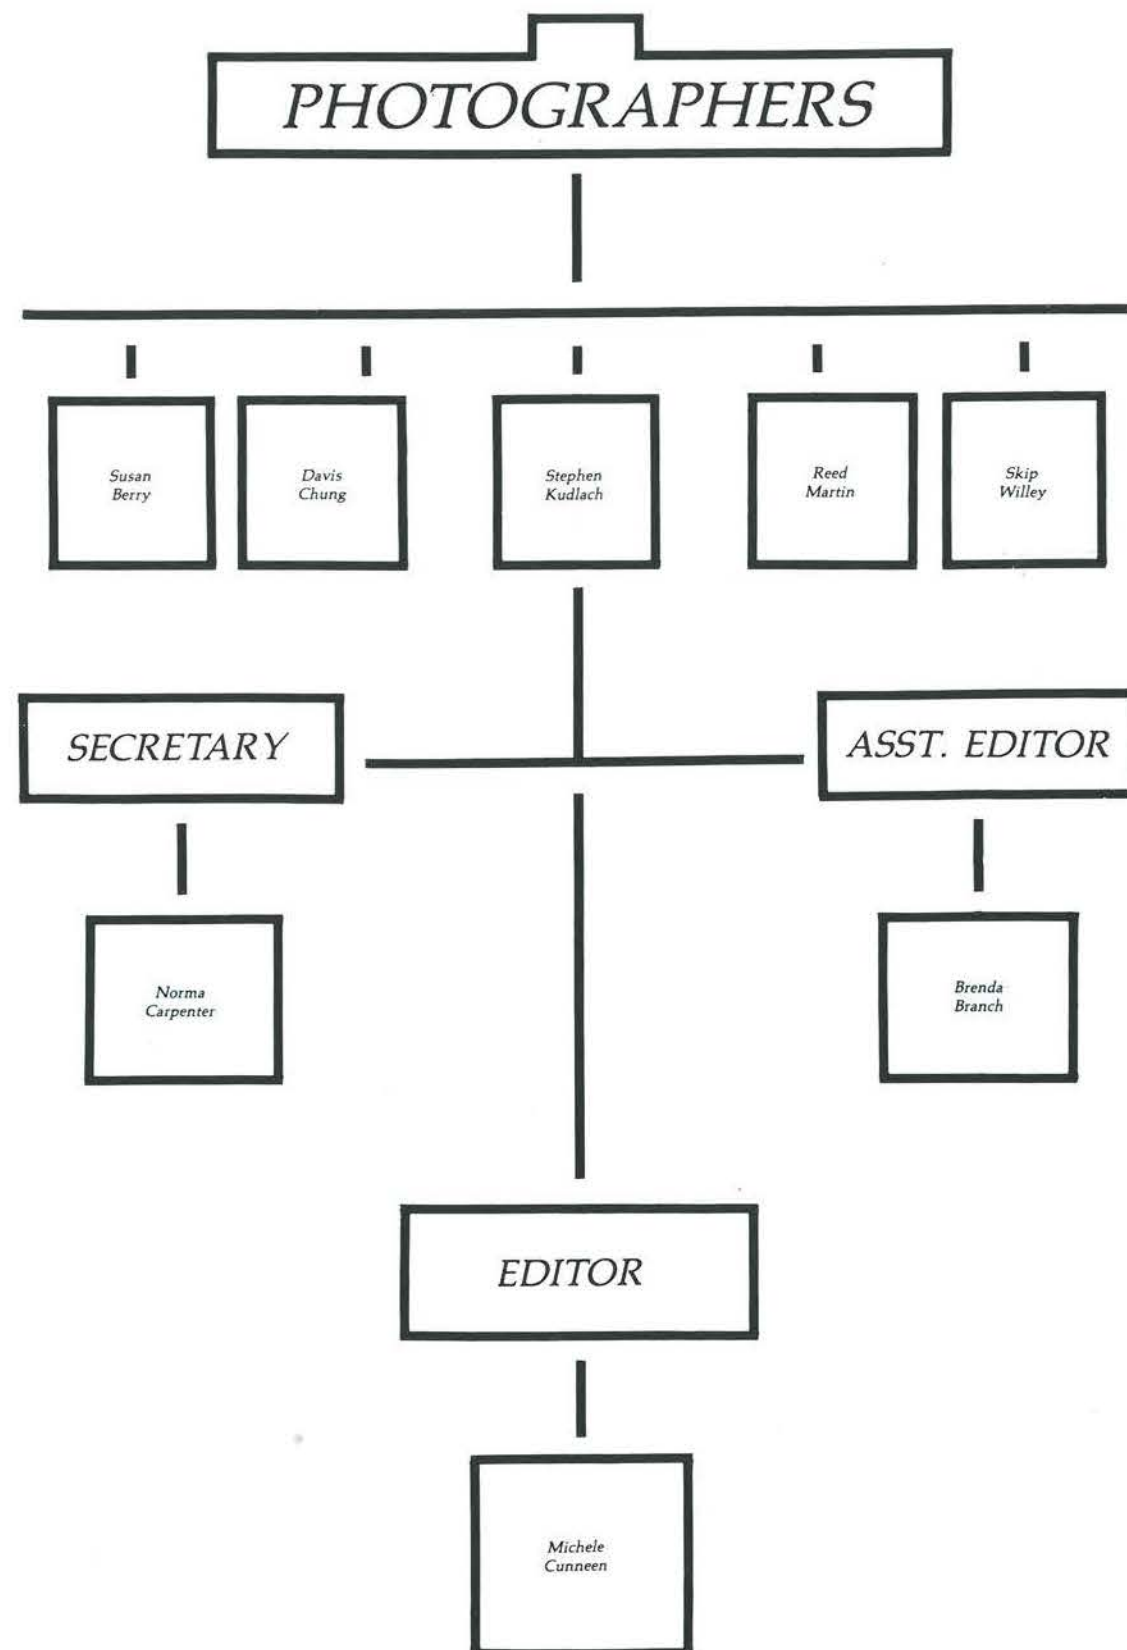 PHOTOGRAPHERS
Susan
Berry
Davis
Chung
Stephen
Kudlach
Reed
Martin
Skip
Willey
SECRETARY
ASST. EDITOR
Norma
Carpenter
Brenda
Branch
EDITOR
Michele
Cunneen